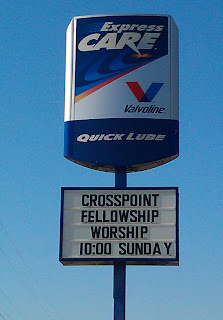 Express
CARE
Valvoline
QUICK LUBE
CROSSPOINT
FELLOWSHIP
WORSHIP
10:00 SUNDAY